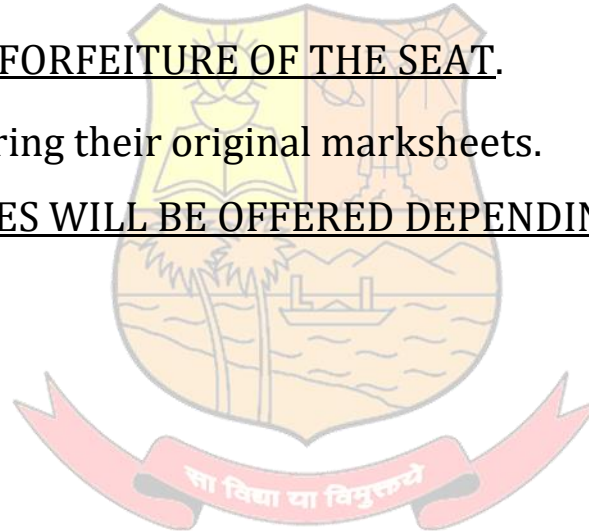 FORFEITURE OF THE SEAT.
ring their original marksheets.
ES WILL BE OFFERED DEPENDIN
सा विद्या या विमुक्तये